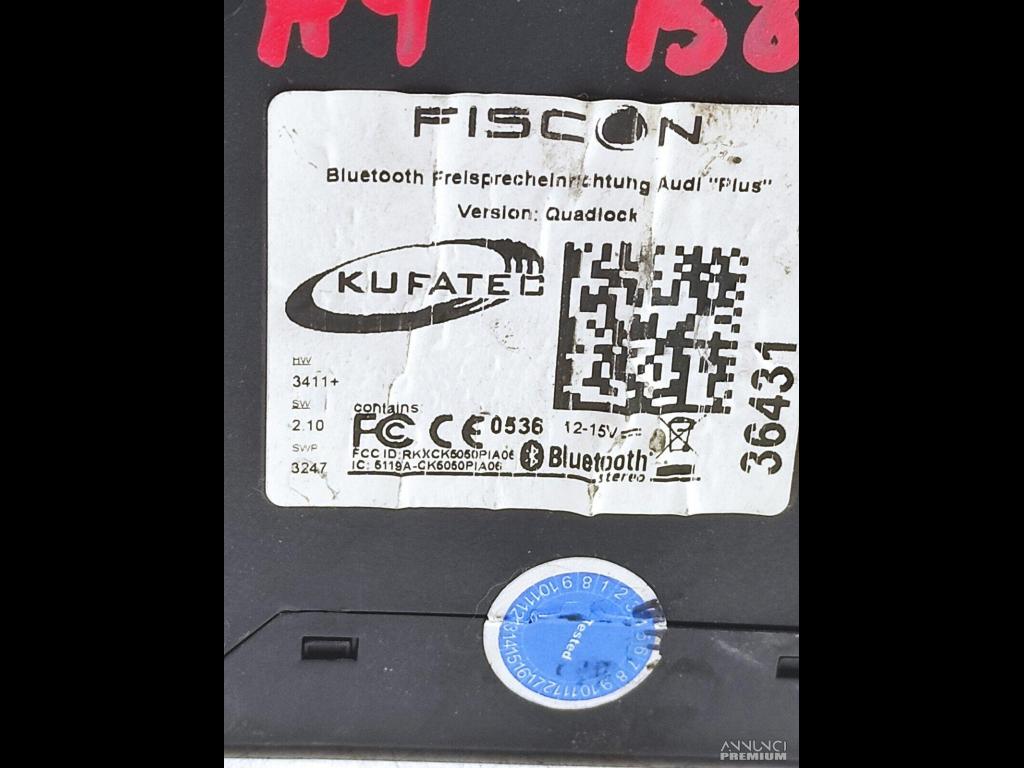 A4 B8
FISCON
Bluetooth Freisprecheinrichtung Audi "Plus"
Version: Quadlock
KUFATEC
HW
3411+
SW
2.10
SWP
3247
contains:
FC CE 0536 12-15V
FCC ID:RKXCK5050PIA06
IC: 5119A-CK5050PIA06
Bluetooth
stereo
36431
Tested
ANNUNCI
PREMIUM